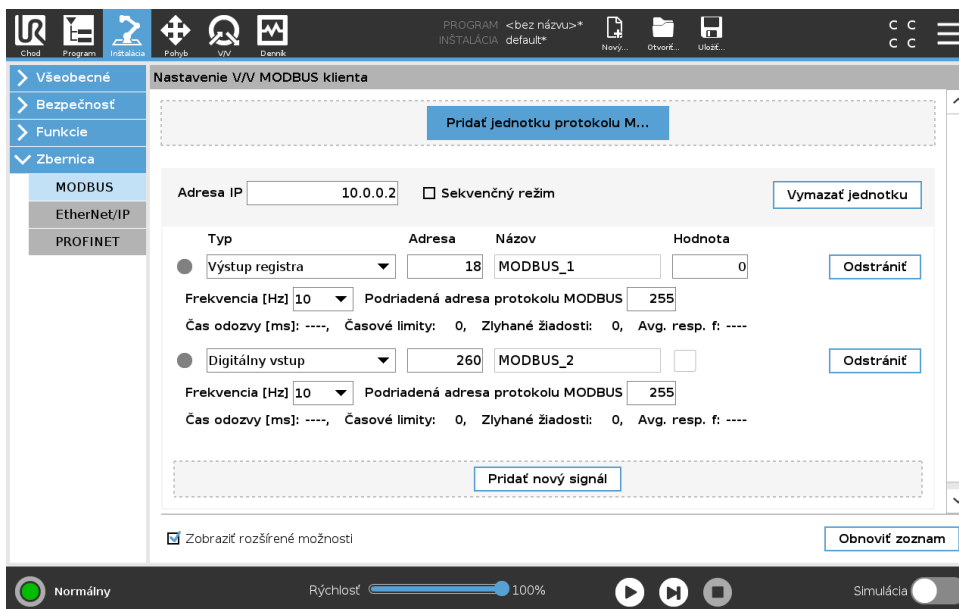 UR
PROGRAM <bez názvu>*
INŠTALÁCIA default*
C C
C C
Chod Program Inštalácia Pohyb V/V Denník Nový... Otvoriť... Uložiť...
Všeobecné
Bezpečnosť
Funkcie
Zbernica
MODBUS
EtherNet/IP
PROFINET
Nastavenie V/V MODBUS klienta
Pridať jednotku protokolu M...
Adresa IP 10.0.0.2 Sekvenčný režim Vymazať jednotku
Typ Adresa Názov Hodnota
Výstup registra 18 MODBUS_1 0 Odstrániť
Frekvencia [Hz] 10 Podriadená adresa protokolu MODBUS 255
Čas odozvy [ms]: ----, Časové limity: 0, Zlyhané žiadosti: 0, Avg. resp. f: ----
Digitálny vstup 260 MODBUS_2 Odstrániť
Frekvencia [Hz] 10 Podriadená adresa protokolu MODBUS 255
Čas odozvy [ms]: ----, Časové limity: 0, Zlyhané žiadosti: 0, Avg. resp. f: ----
Pridať nový signál
Zobraziť rozšírené možnosti Obnoviť zoznam
Normálny Rýchlosť 100% Simulácia